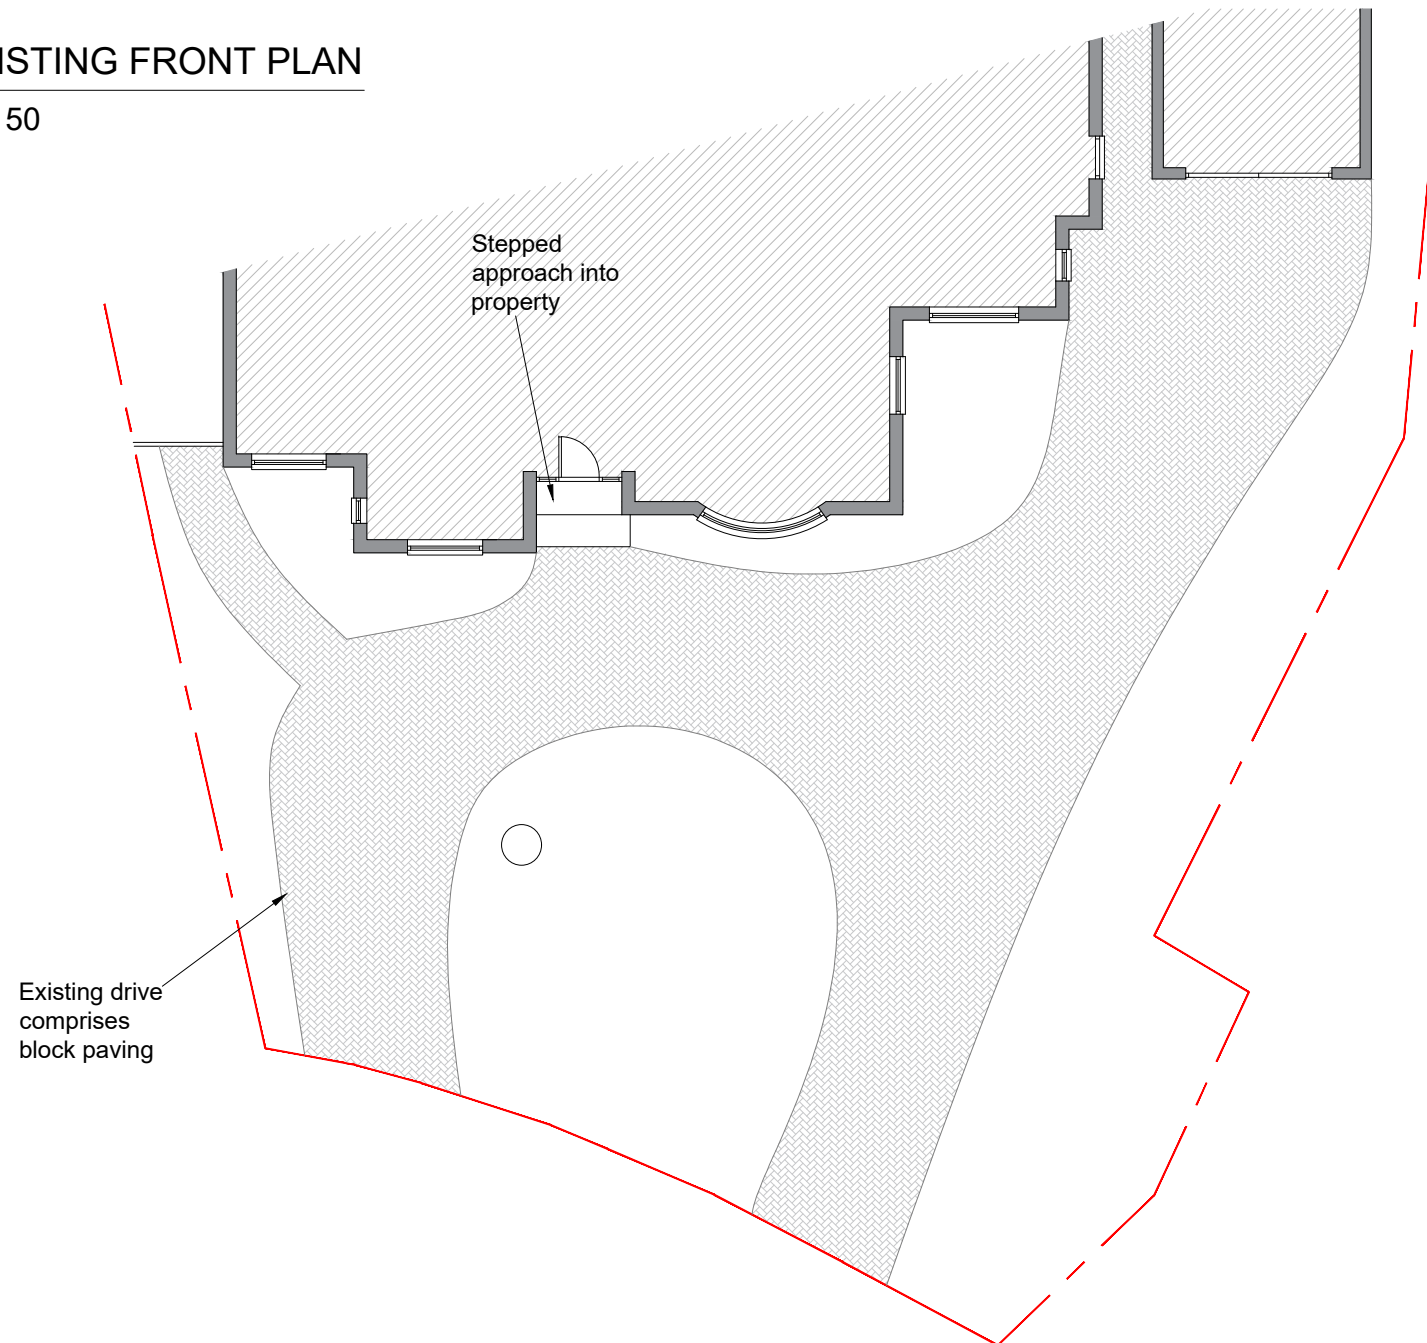 ISTING FRONT PLAN
50
Stepped
approach into
property
Existing drive
comprises
block paving